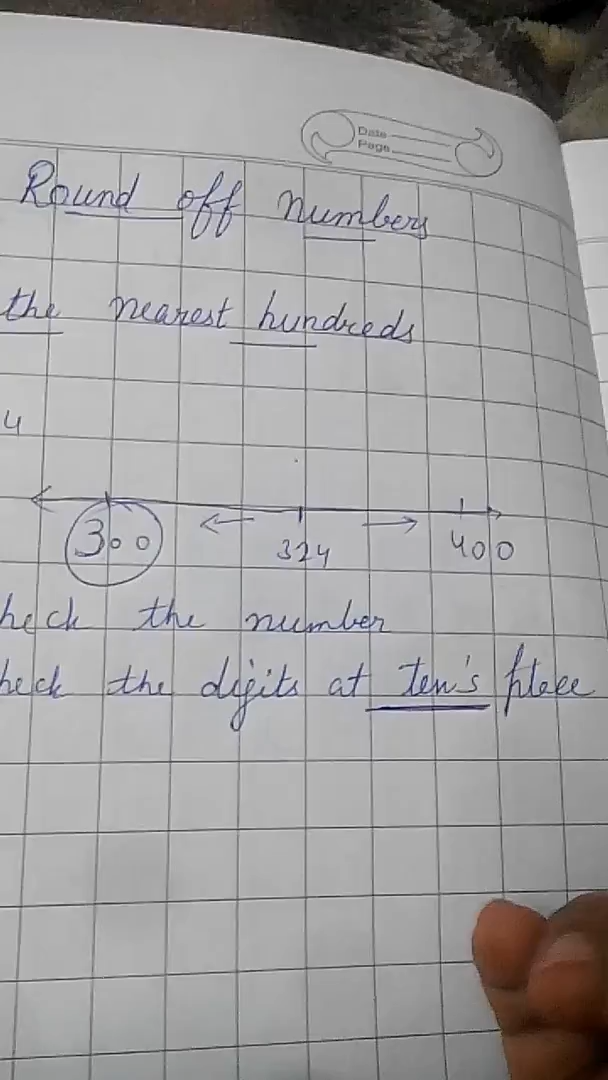 Date
Page
Round off numbers
the nearest hundreds
4
300 324 400
heck the number
heck the digits at ten's place